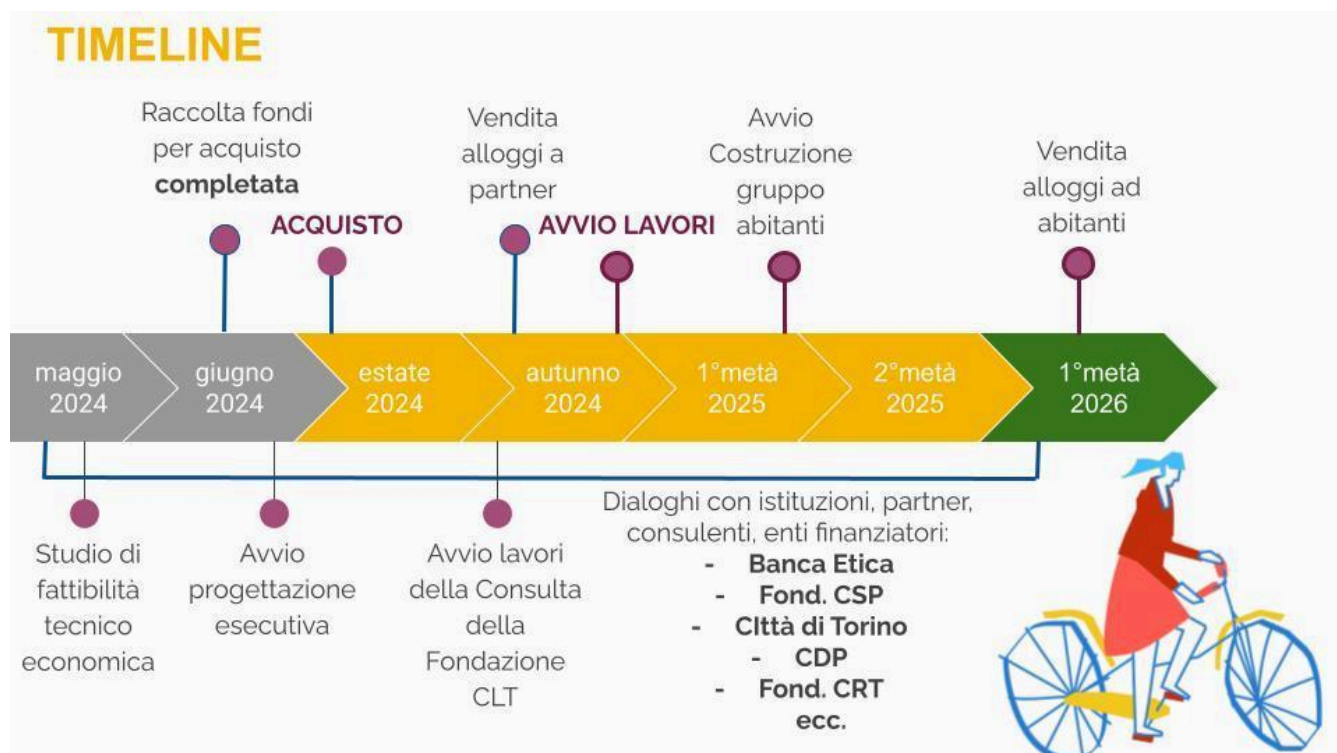 TIMELINE
Raccolta fondi
per acquisto
completata
ACQUISTO
Vendita
alloggi a
partner
AVVIO LAVORI
Avvio
Costruzione
gruppo
abitanti
Vendita
alloggi ad
abitanti
maggio
2024
giugno
2024
estate
2024
autunno
2024
1°metà
2025
2°metà
2025
1°metà
2026
Studio di
fattibilità
tecnico
economica
Avvio
progettazione
esecutiva
Avvio lavori
della Consulta
della
Fondazione
CLT
Dialoghi con istituzioni, partner,
consulenti, enti finanziatori:
- Banca Etica
- Fond. CSP
- CIttà di Torino
- CDP
- Fond. CRT
ecc.